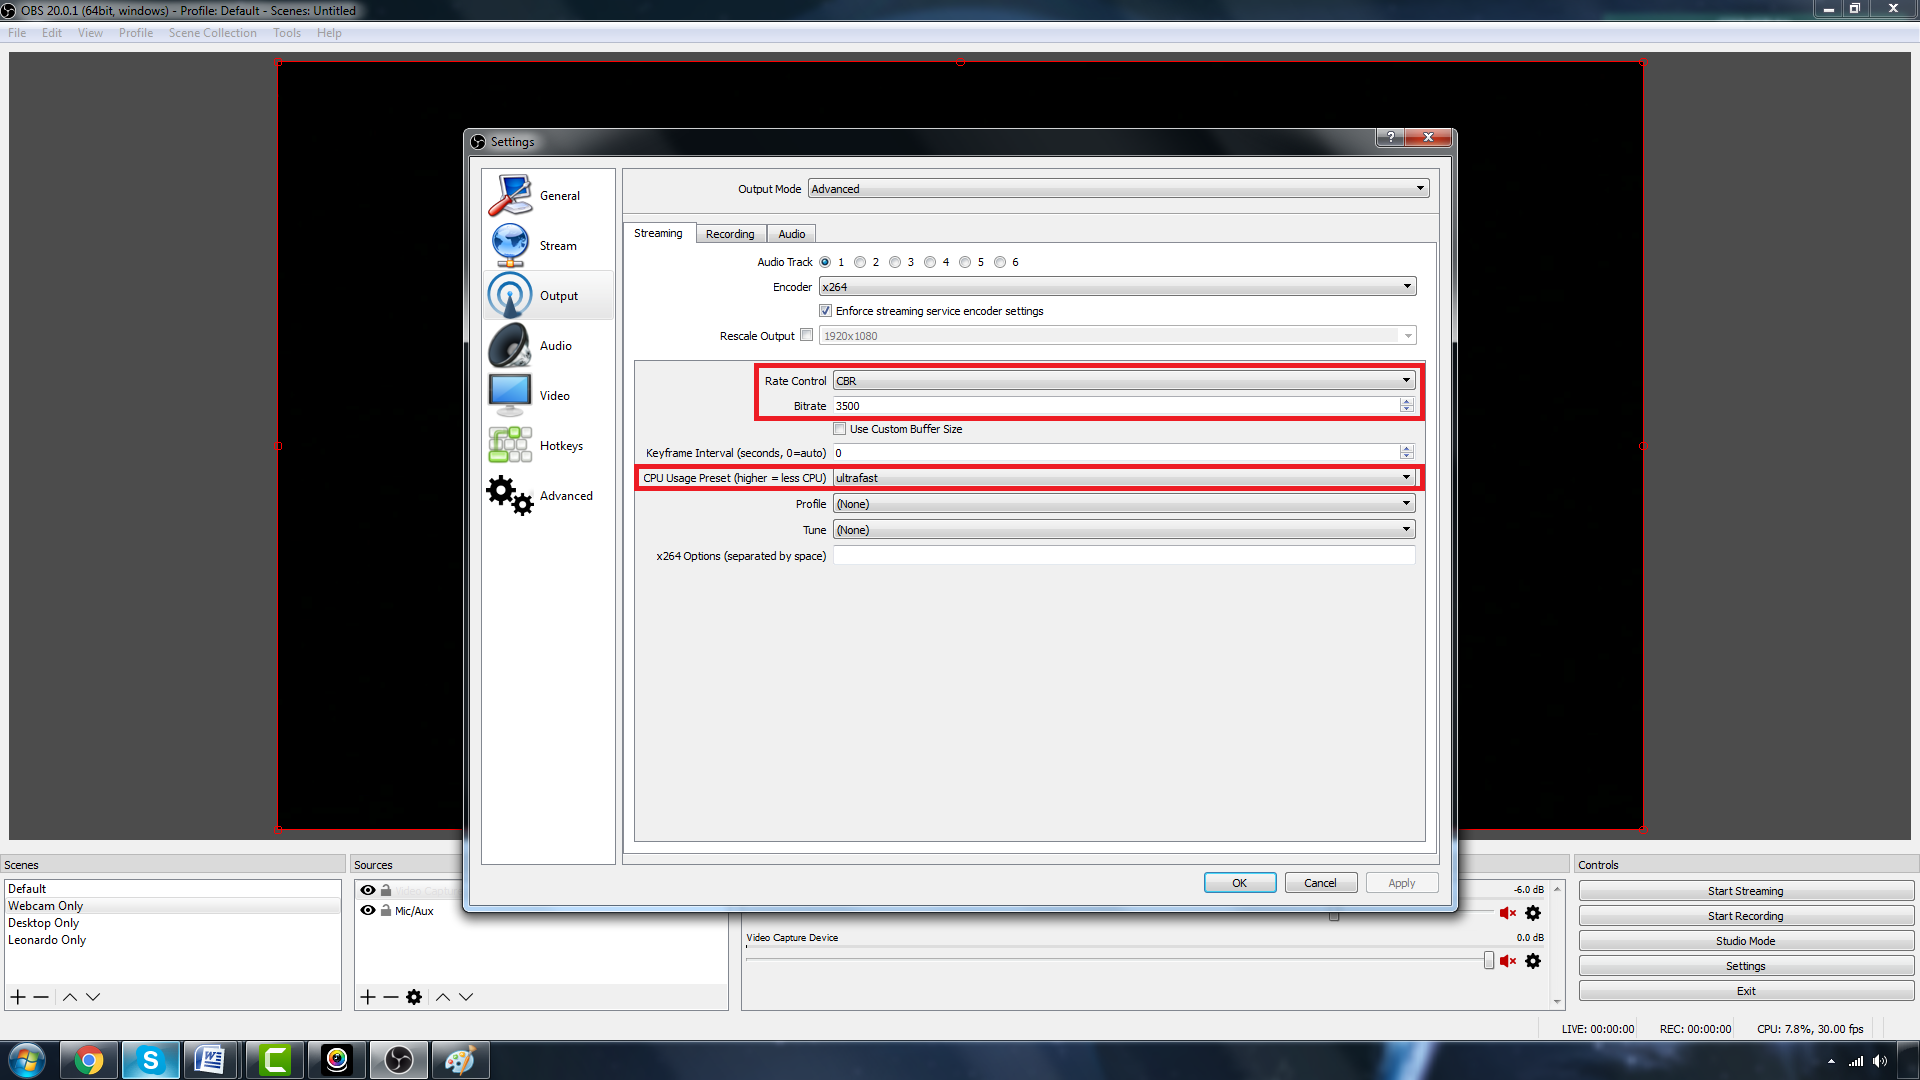 OBS 20.0.1 (64bit, windows) - Profile: Default - Scenes: Untitled
File Edit View Profile Scene Collection Tools Help
Settings
?
General
Stream
Output
Audio
Video
Hotkeys
Advanced
Output Mode Advanced
Streaming Recording Audio
Audio Track 1 2 3 4 5 6
Encoder x264
Enforce streaming service encoder settings
Rescale Output 1920x1080
Rate Control CBR
Bitrate 3500
Use Custom Buffer Size
Keyframe Interval (seconds, 0=auto) 0
CPU Usage Preset (higher = less CPU) ultrafast
Profile (None)
Tune (None)
x264 Options (separated by space)
OK Cancel Apply
Scenes
Default
Webcam Only
Desktop Only
Leonardo Only
Sources
Video Capture
Mic/Aux
-6.0 dB
Video Capture Device 0.0 dB
Controls
Start Streaming
Start Recording
Studio Mode
Settings
Exit
LIVE: 00:00:00 REC: 00:00:00 CPU: 7.8%, 30.00 fps